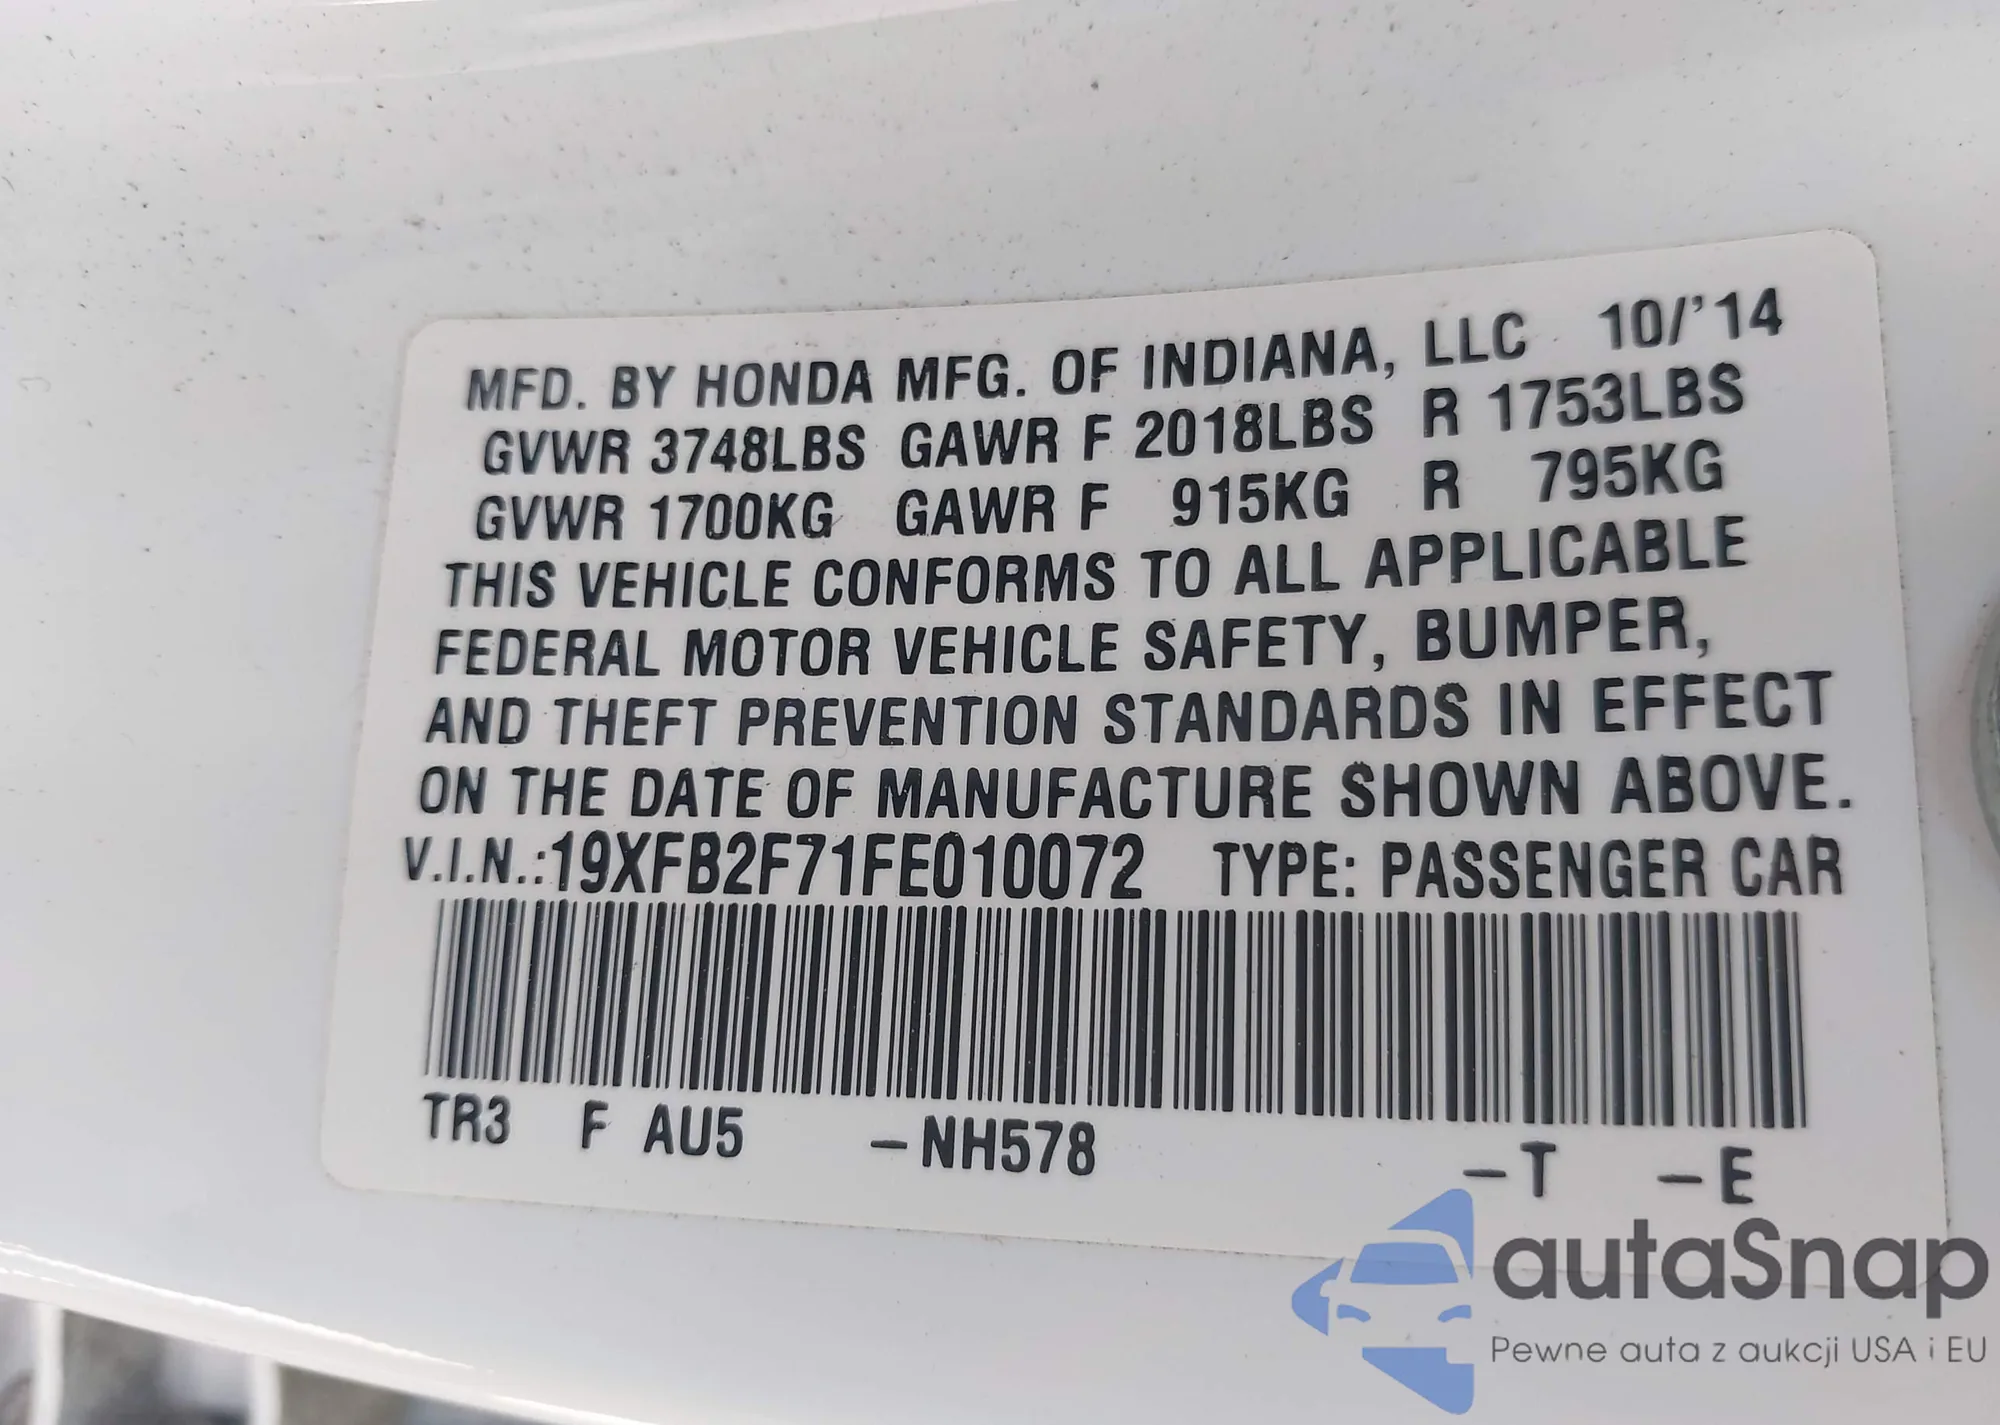 MFD. BY HONDA MFG. OF INDIANA, LLC 10/'14
GVWR 3748LBS GAWR F 2018LBS R 1753LBS
GVWR 1700KG GAWR F 915KG R 795KG
THIS VEHICLE CONFORMS TO ALL APPLICABLE
FEDERAL MOTOR VEHICLE SAFETY, BUMPER,
AND THEFT PREVENTION STANDARDS IN EFFECT
ON THE DATE OF MANUFACTURE SHOWN ABOVE.
V.I.N.:19XFB2F71FE010072 TYPE: PASSENGER CAR
TR3 F AU5 -NH578 -T -E
autaSnap
Pewne auta z aukcji USA i EU